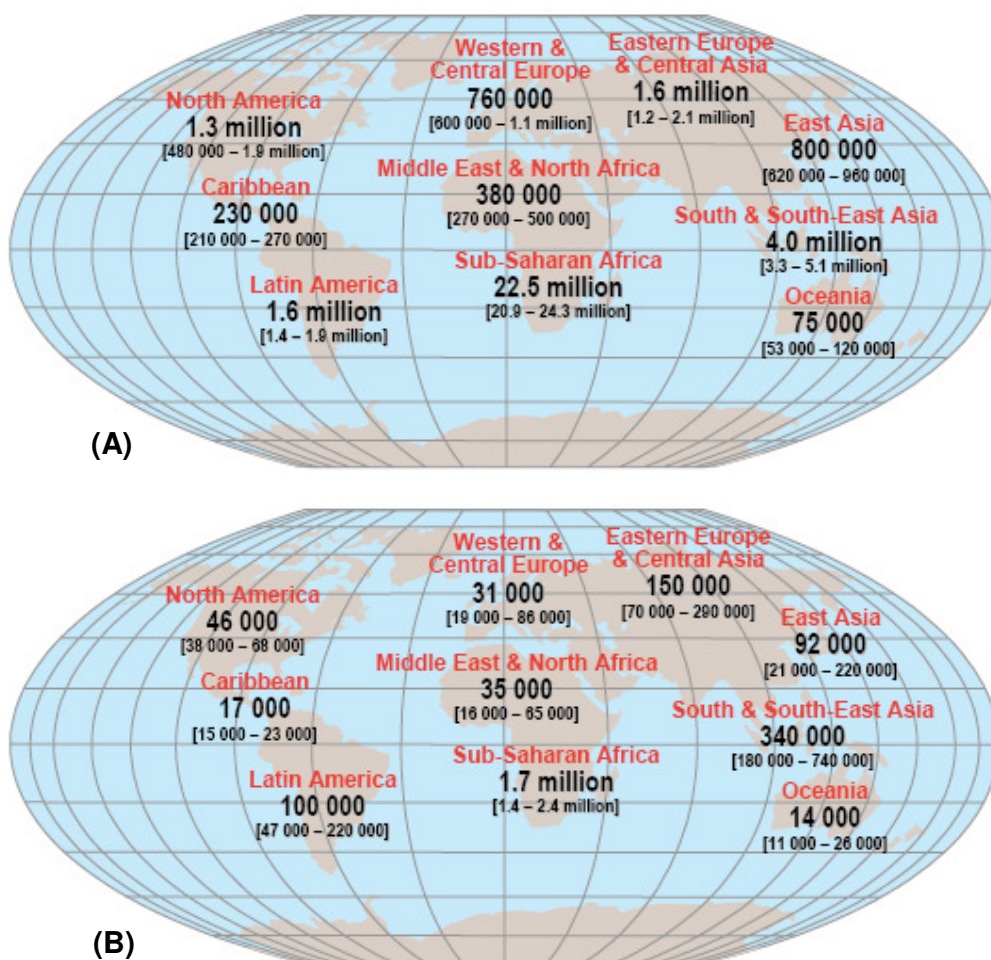 Western &
Central Europe
760 000
[600 000 – 1.1 million]
Eastern Europe
& Central Asia
1.6 million
[1.2 – 2.1 million]
North America
1.3 million
[480 000 – 1.9 million]
East Asia
800 000
[620 000 – 960 000]
Middle East & North Africa
380 000
[270 000 – 500 000]
Caribbean
230 000
[210 000 – 270 000]
South & South-East Asia
4.0 million
[3.3 – 5.1 million]
Sub-Saharan Africa
22.5 million
[20.9 – 24.3 million]
Latin America
1.6 million
[1.4 – 1.9 million]
Oceania
75 000
[53 000 – 120 000]
(A)
Western &
Central Europe
31 000
[19 000 – 86 000]
Eastern Europe
& Central Asia
150 000
[70 000 – 290 000]
North America
46 000
[38 000 – 68 000]
East Asia
92 000
[21 000 – 220 000]
Middle East & North Africa
35 000
[16 000 – 65 000]
Caribbean
17 000
[15 000 – 23 000]
South & South-East Asia
340 000
[180 000 – 740 000]
Sub-Saharan Africa
1.7 million
[1.4 – 2.4 million]
Latin America
100 000
[47 000 – 220 000]
Oceania
14 000
[11 000 – 26 000]
(B)